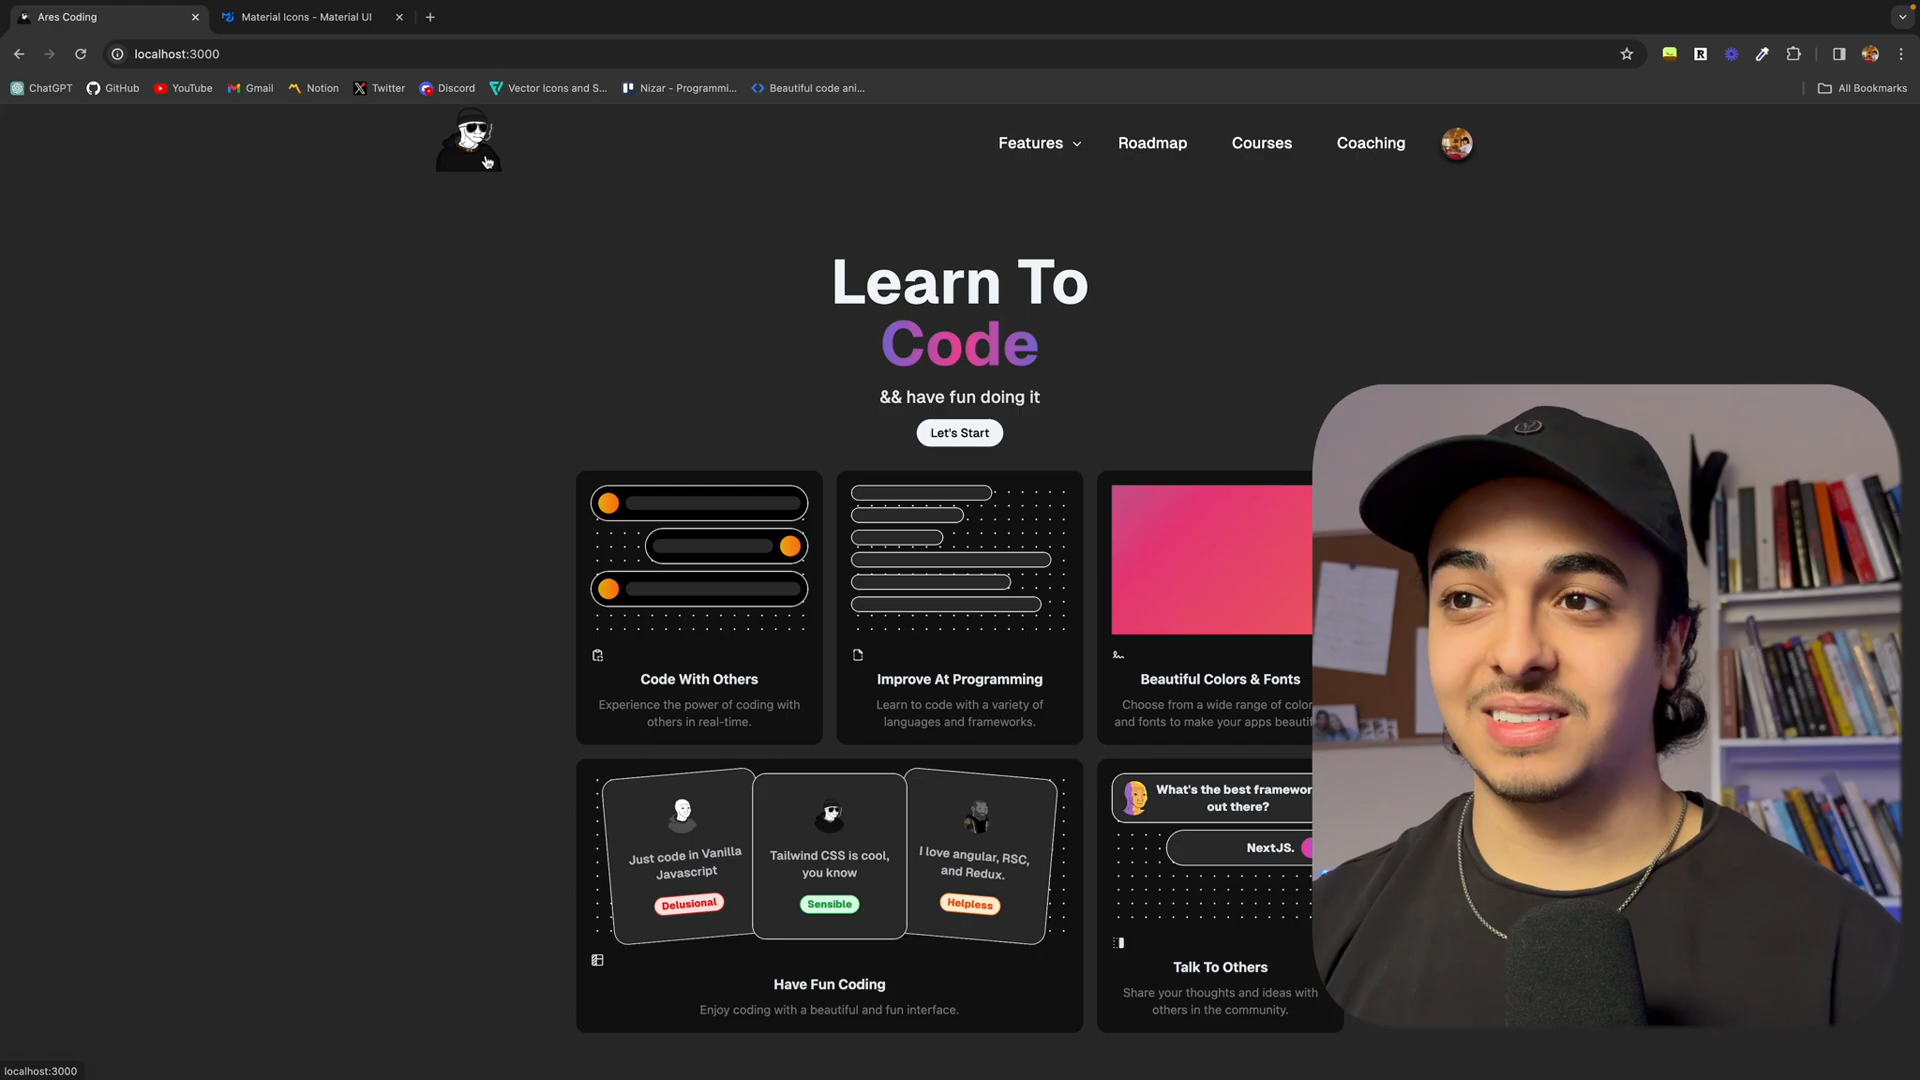 Ares Coding
Material Icons - Material UI
localhost:3000
ChatGPT
GitHub
YouTube
Gmail
Notion
Twitter
Discord
Vector Icons and S...
Nizar - Programmi...
Beautiful code ani...
All Bookmarks
Features
Roadmap
Courses
Coaching
Learn To
Code
&& have fun doing it
Let's Start
Code With Others
Experience the power of coding with
others in real-time.
Improve At Programming
Learn to code with a variety of
languages and frameworks.
Beautiful Colors & Fonts
Choose from a wide range of color
and fonts to make your apps beautif
Just code in Vanilla
Javascript
Delusional
Tailwind CSS is cool,
you know
Sensible
I love angular, RSC,
and Redux.
Helpless
Have Fun Coding
Enjoy coding with a beautiful and fun interface.
What's the best framewor
out there?
NextJS.
Talk To Others
Share your thoughts and ideas with
others in the community.
localhost:3000